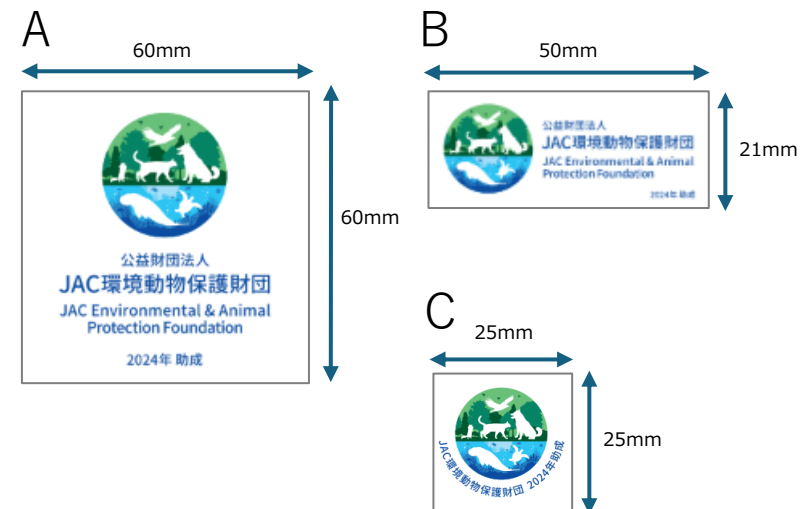 A
60mm
60mm
公益財団法人
JAC環境動物保護財団
JAC Environmental & Animal
Protection Foundation
2024年 助成
B
50mm
21mm
公益財団法人
JAC環境動物保護財団
JAC Environmental & Animal
Protection Foundation
2024年 助成
C
25mm
25mm
JAC環境動物保護財団 2024年助成